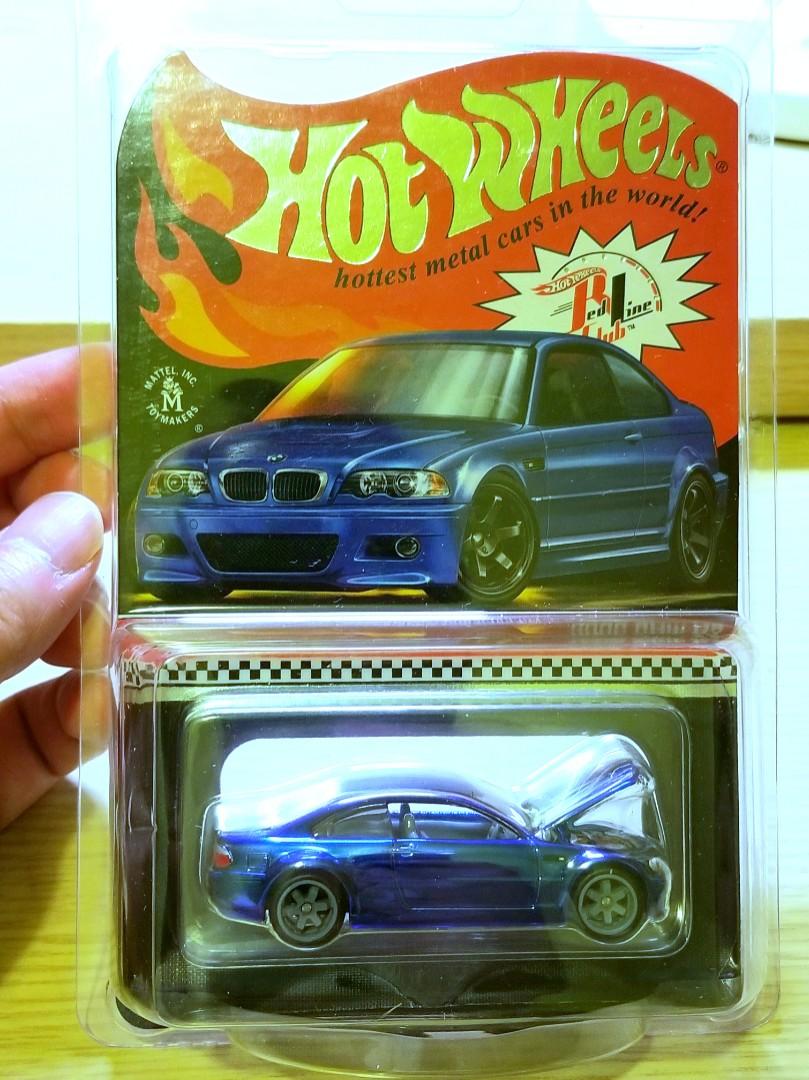 Hot Wheels®
hottest metal cars in the world!
Hot Wheels
Red Line
Club™
MATTEL, INC.
M
TOYMAKERS
®